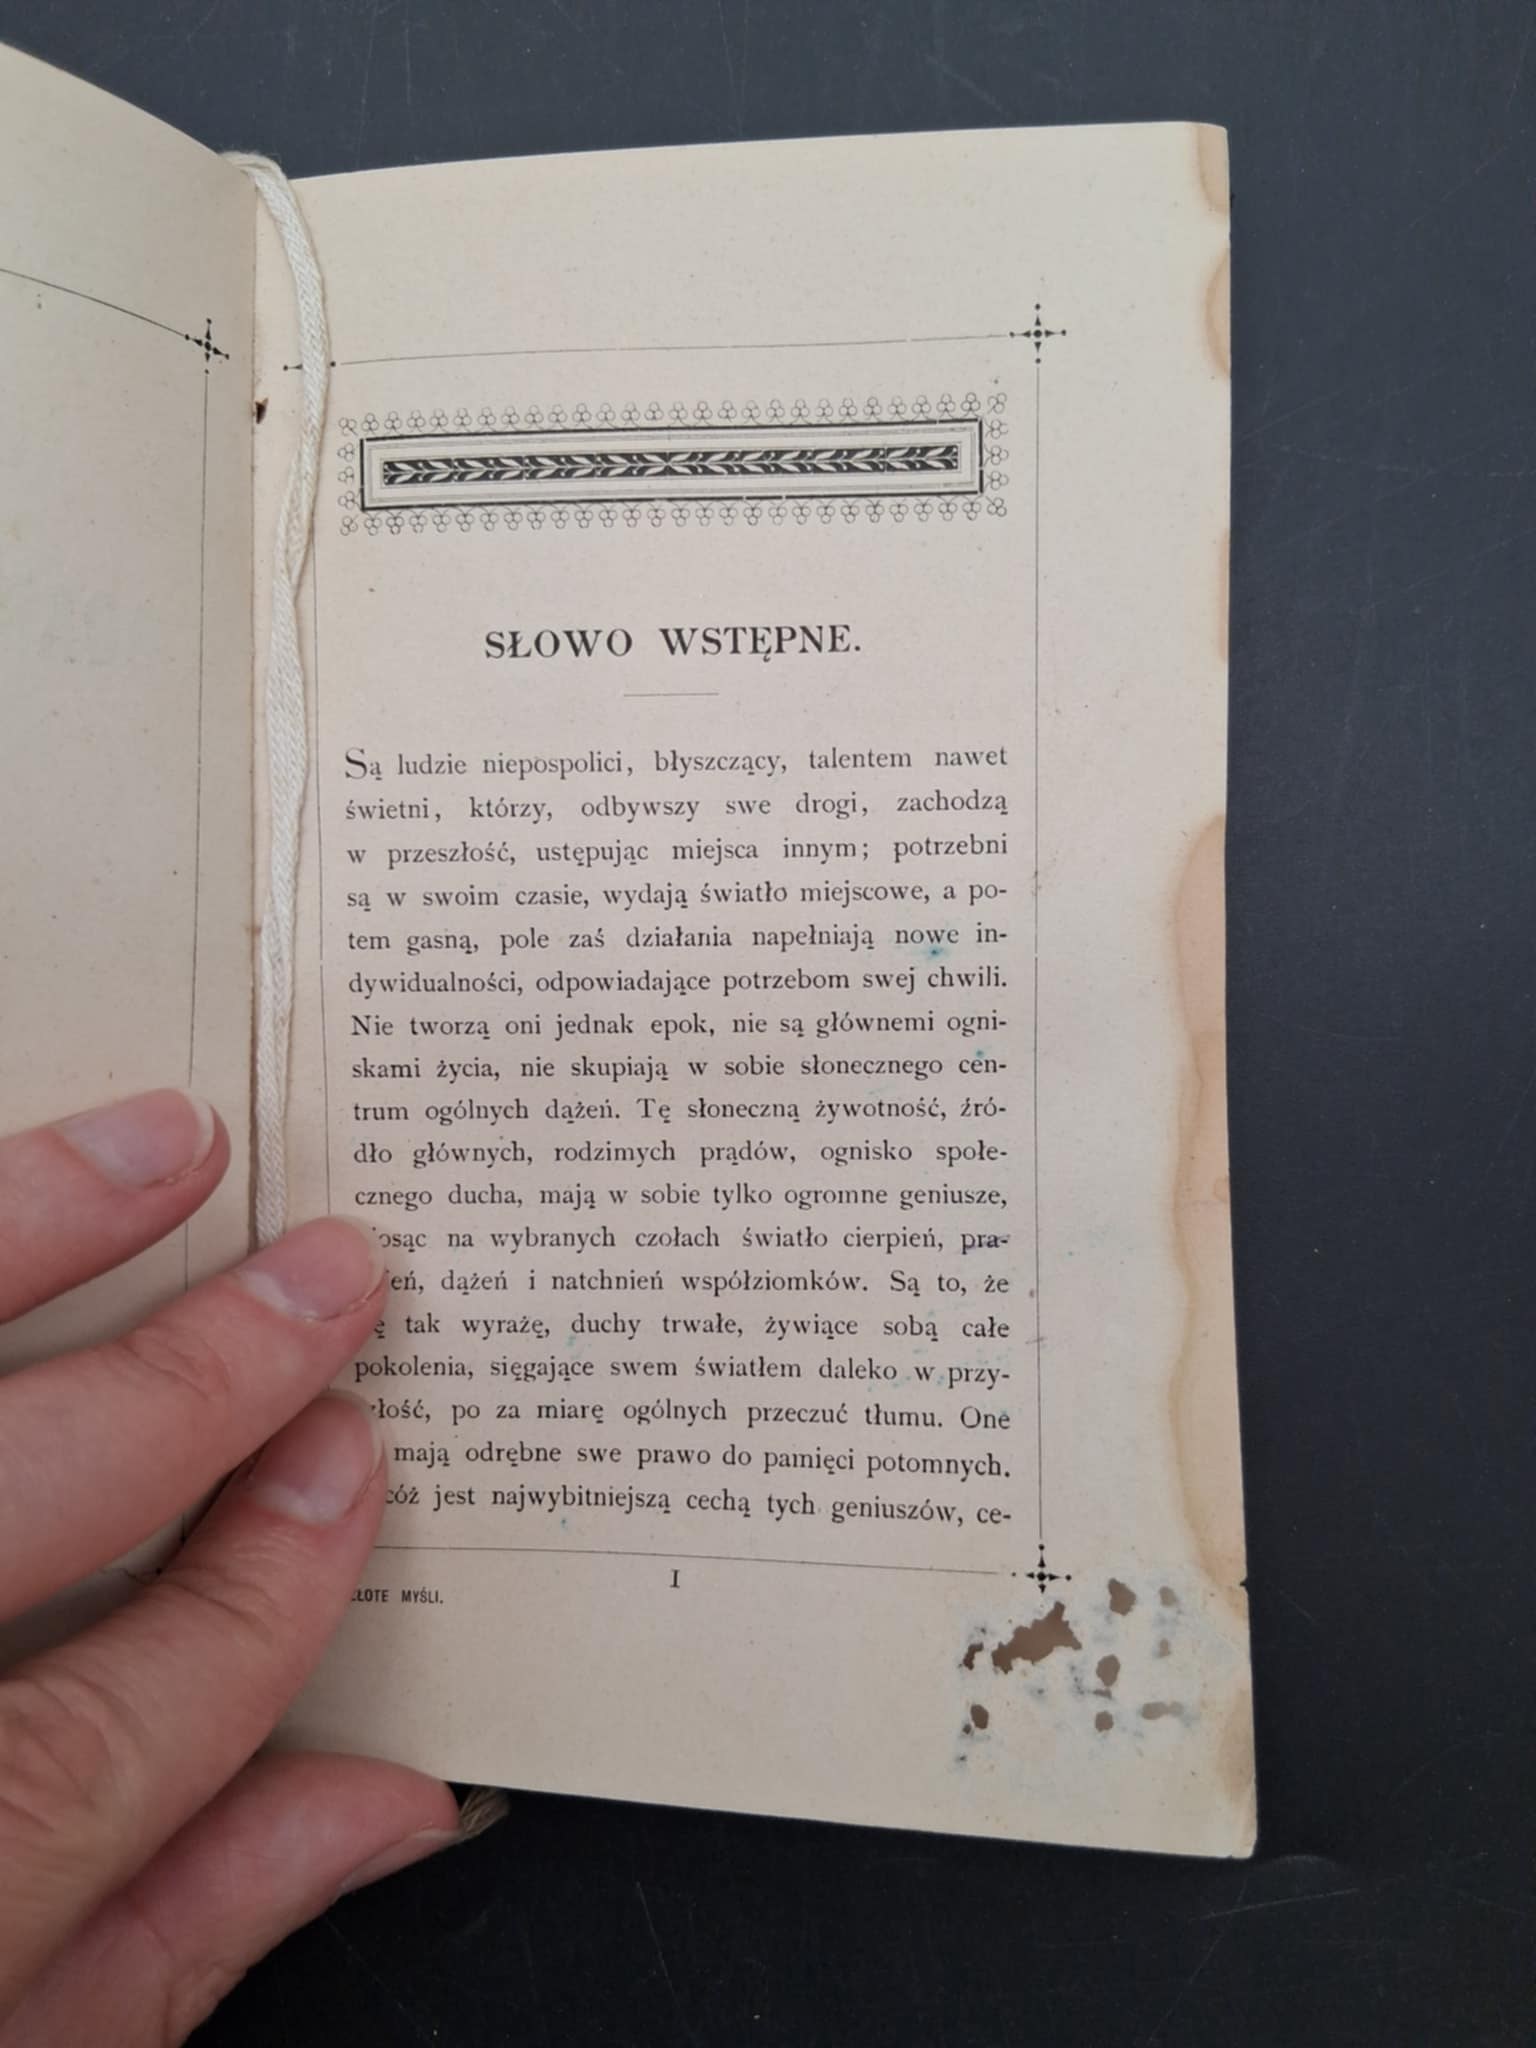 SŁOWO WSTĘPNE.
Są ludzie niepospolici, błyszczący, talentem nawet
świetni, którzy, odbywszy swe drogi, zachodzą
w przeszłość, ustępując miejsca innym; potrzebni
są w swoim czasie, wydają światło miejscowe, a po-
tem gasną, pole zaś działania napełniają nowe in-
dywidualności, odpowiadające potrzebom swej chwili.
Nie tworzą oni jednak epok, nie są głównemi ogni-
skami życia, nie skupiają w sobie słonecznego cen-
trum ogólnych dążeń. Tę słoneczną żywotność, źró-
dło głównych, rodzimych prądów, ognisko społe-
cznego ducha, mają w sobie tylko ogromne geniusze,
na wybranych czołach światło cierpień, pra-
dążeń i natchnień współziomków. Są to, że
tak wyrażę, duchy trwałe, żywiące sobą całe
pokolenia, sięgające swem światłem daleko w przy-
złość, po za miarę ogólnych przeczuć tłumu. One
mają odrębne swe prawo do pamięci potomnych.
cóż jest najwybitniejszą cechą tych geniuszów, ce-
ZŁOTE MYŚLI.
I